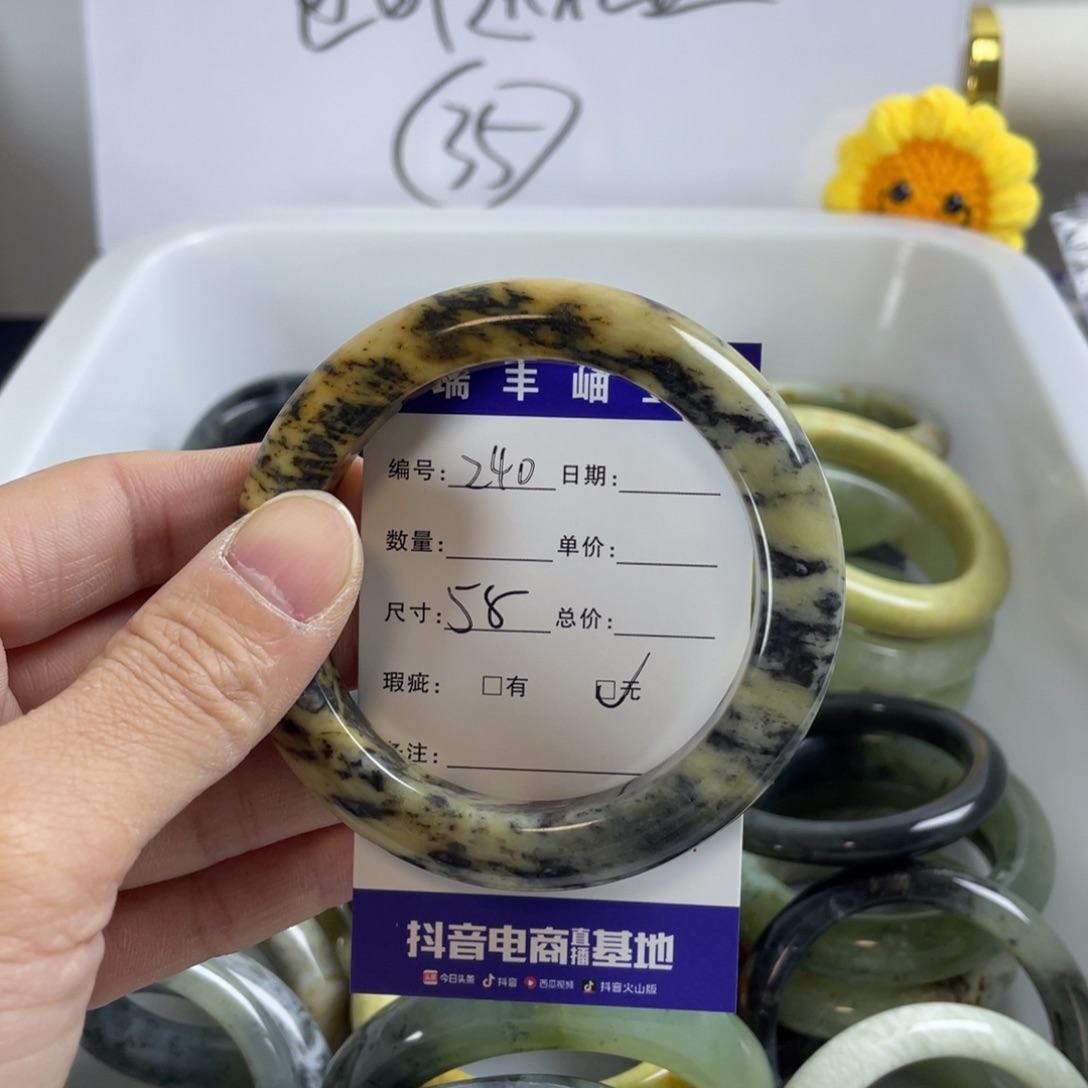 35
瑞丰岫
编号: 240 日期:
数量: 单价:
尺寸: 58 总价:
瑕疵: □有 □无
备注:
抖音电商直播基地
今日头条 抖音 西瓜视频 抖音火山版